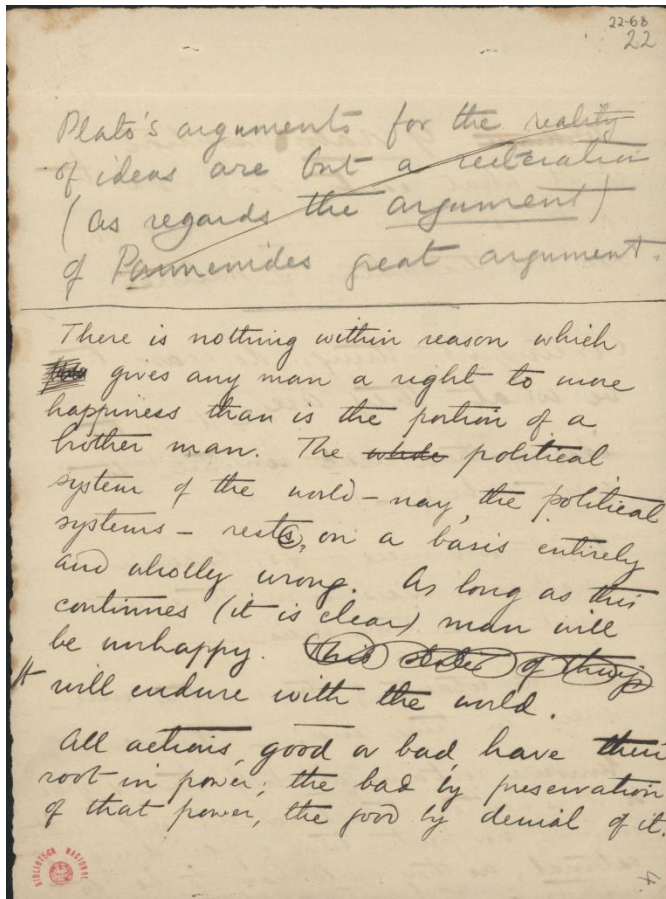 22-68
22
Plato's arguments for the reality
of ideas are but a reiteration
(as regards the argument)
of Parmenides great argument.
There is nothing within reason which
gives any man a right to more
happiness than is the portion of a
brother man. The whole political
system of the world – nay, the political
systems – rests, on a basis entirely
and wholly wrong. As long as this
continues (it is clear) man will
be unhappy. This state of things
It will endure with the world.
All actions, good or bad, have their
root in power; the bad by preservation
of that power, the good by denial of it.
BIBLIOTECA NACIONAL
4.